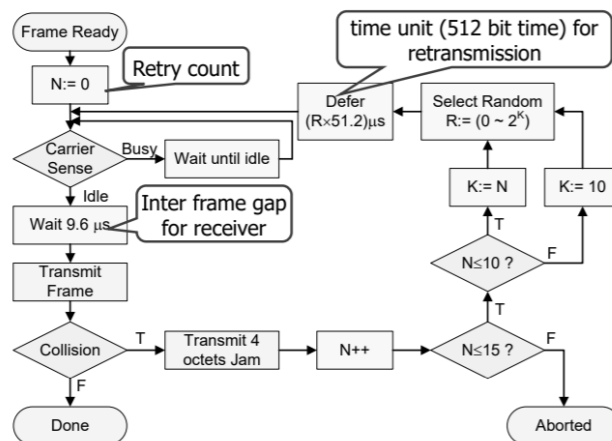 Frame Ready
N:= 0
Retry count
time unit (512 bit time) for
retransmission
Defer
(R×51.2)μs
Select Random
R:= (0 ~ 2^K)
Carrier
Sense
Busy
Wait until idle
Idle
K:= N
K:= 10
Wait 9.6 μs
Inter frame gap
for receiver
T
Transmit
Frame
N≤10 ?
F
T
Collision
T
Transmit 4
octets Jam
N++
N≤15 ?
F
F
Done
Aborted